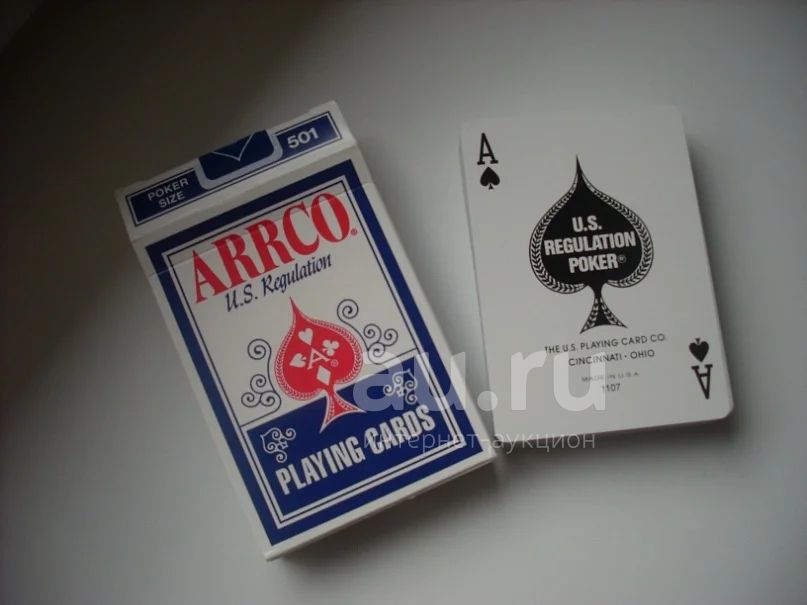 POKER
SIZE
501
ARRCO®
U.S. Regulation
A
PLAYING CARDS
A
U.S.
REGULATION
POKER®
THE U.S. PLAYING CARD CO.
CINCINNATI • OHIO
MADE IN U.S.A
1107
A
au.ru
интернет-аукцион